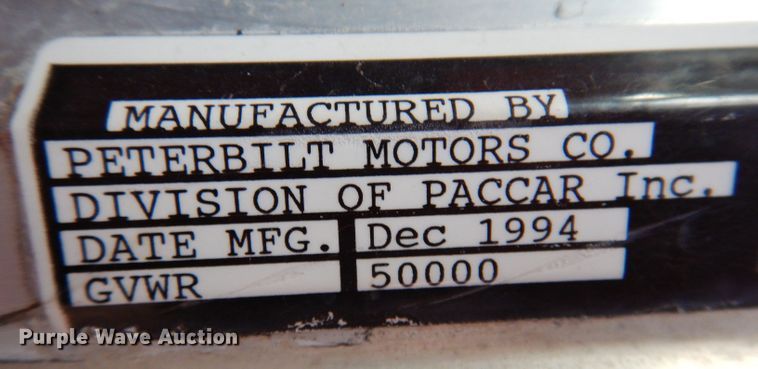 MANUFACTURED BY
PETERBILT MOTORS CO.
DIVISION OF PACCAR Inc.
DATE MFG. Dec 1994
GVWR 50000
Purple Wave Auction